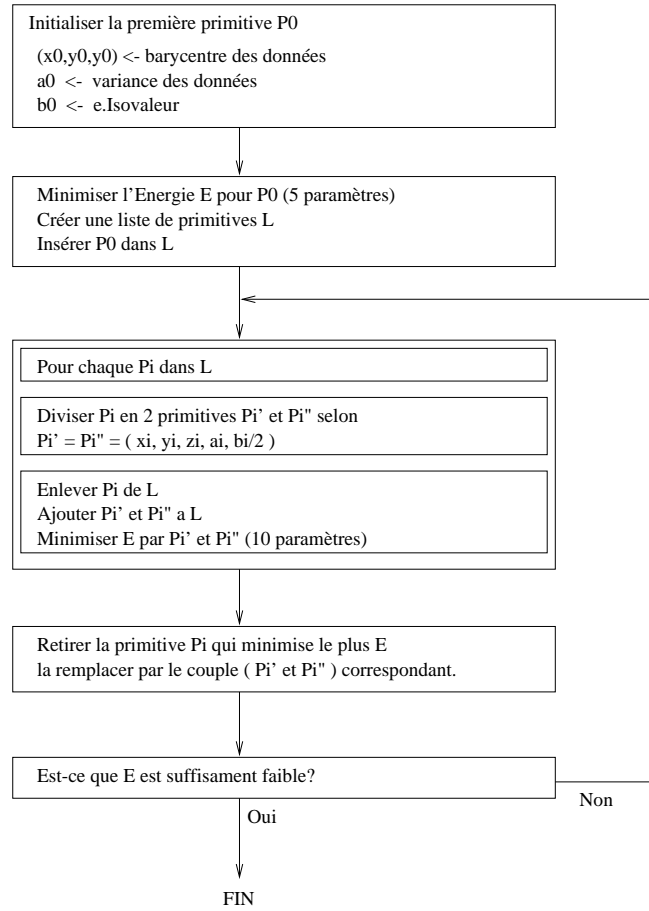 Initialiser la première primitive P0
(x0,y0,y0) <- barycentre des données
a0 <- variance des données
b0 <- e.Isovaleur
Minimiser l'Energie E pour P0 (5 paramètres)
Créer une liste de primitives L
Insérer P0 dans L
Pour chaque Pi dans L
Diviser Pi en 2 primitives Pi' et Pi" selon
Pi' = Pi" = ( xi, yi, zi, ai, bi/2 )
Enlever Pi de L
Ajouter Pi' et Pi" a L
Minimiser E par Pi' et Pi" (10 paramètres)
Retirer la primitive Pi qui minimise le plus E
la remplacer par le couple ( Pi' et Pi" ) correspondant.
Est-ce que E est suffisament faible?
Non
Oui
FIN